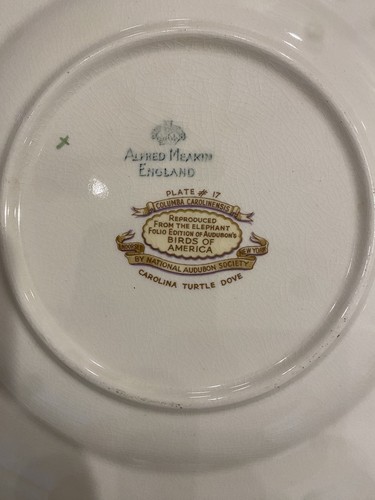 ALFRED MEAKIN
ENGLAND
PLATE # 17
COLUMBA CAROLINENSIS
REPRODUCED
FROM THE ELEPHANT
FOLIO EDITION OF AUDUBON'S
BIRDS OF
AMERICA
NEW YORK
BY NATIONAL AUDUBON SOCIETY
CAROLINA TURTLE DOVE